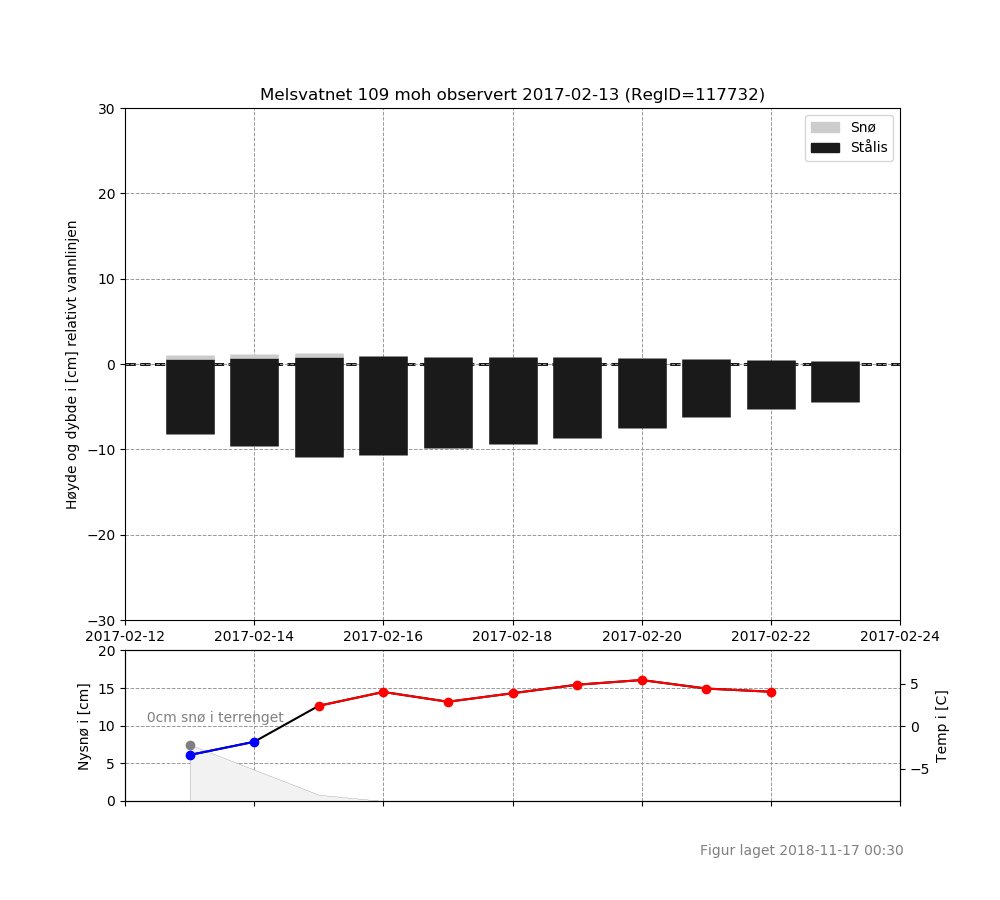 Melsvatnet 109 moh observert 2017-02-13 (RegID=117732)
Snø
Stålis
Høyde og dybde i [cm] relativt vannlinjen
30
20
10
0
−10
−20
−30
2017-02-12 2017-02-14 2017-02-16 2017-02-18 2017-02-20 2017-02-22 2017-02-24
Nysnø i [cm]
20
15
10
5
0
0cm snø i terrenget
5
0
−5
Temp i [C]
Figur laget 2018-11-17 00:30